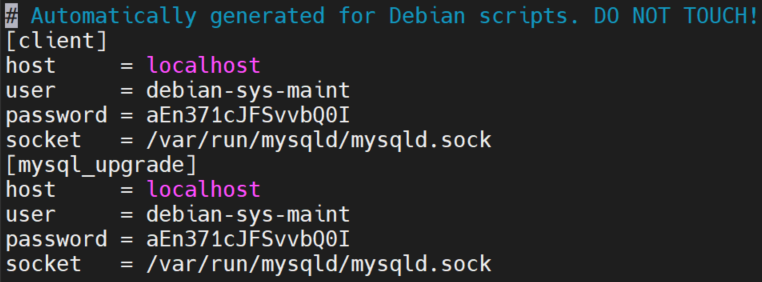 # Automatically generated for Debian scripts. DO NOT TOUCH!
[client]
host     = localhost
user     = debian-sys-maint
password = aEn371cJFSvvbQ0I
socket   = /var/run/mysqld/mysqld.sock
[mysql_upgrade]
host     = localhost
user     = debian-sys-maint
password = aEn371cJFSvvbQ0I
socket   = /var/run/mysqld/mysqld.sock